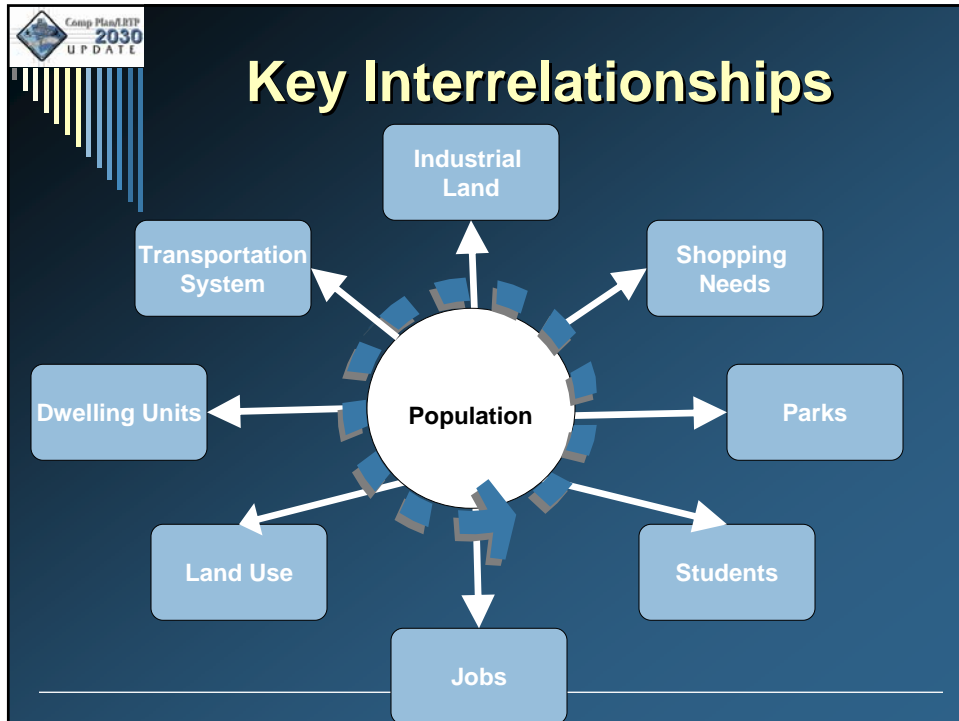 Comp Plan/LRTP
2030
UPDATE
Key Interrelationships
Industrial
Land
Transportation
System
Shopping
Needs
Dwelling Units
Population
Parks
Land Use
Students
Jobs